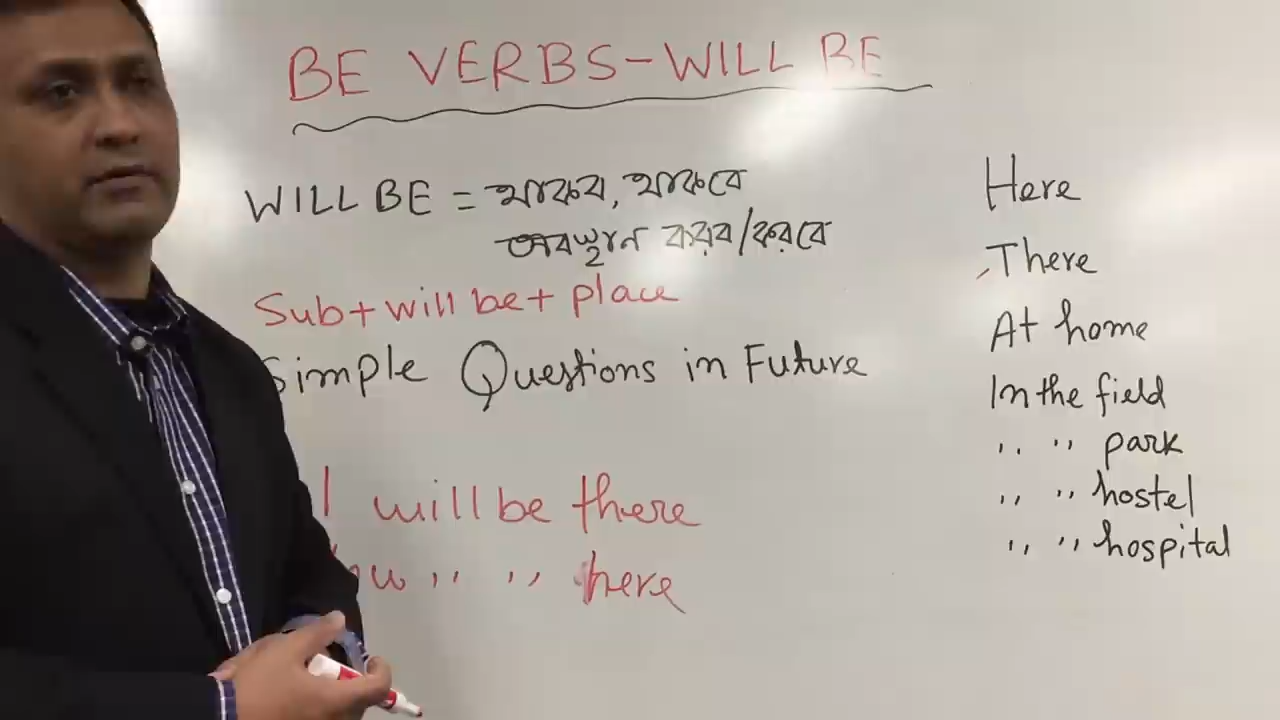 BE VERBS-WILL BE
WILL BE = থাকব, থাকবে
অবস্থান করব/করবে
Sub+ will be + place
Simple Questions in Future
I will be there
,, ,, here
Here
There
At home
In the field
,, ,, park
,, ,, hostel
,, ,, hospital